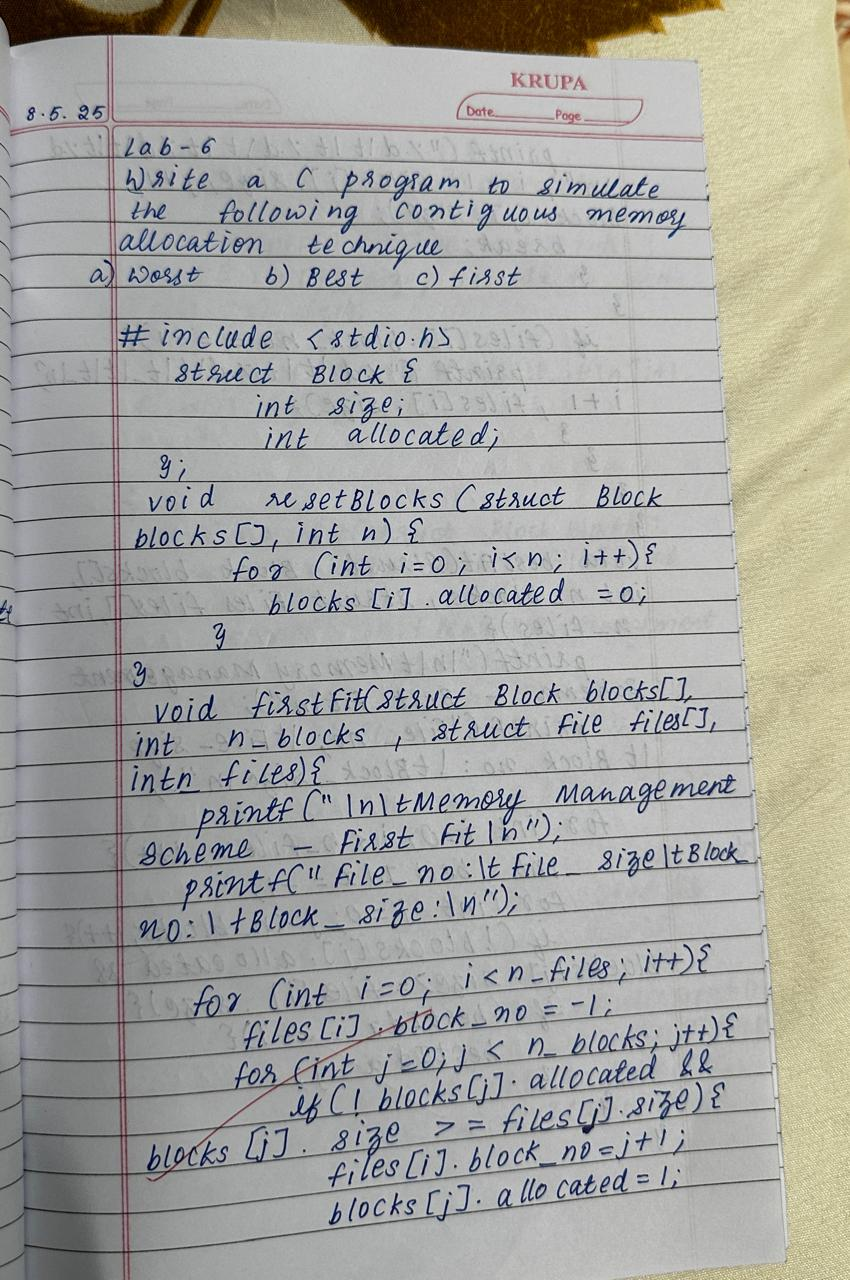 KRUPA
Date Page
8.5.25
Lab-6
Write a C program to simulate
the following contiguous memory
allocation technique
a) Worst b) Best c) first
# include <stdio.h>
struct Block {
int size;
int allocated;
};
void resetBlocks (struct Block
blocks[], int n) {
for (int i=0; i<n; i++){
blocks [i]. allocated =0;
}
}
void firstFit(struct Block blocks[],
int n_blocks, struct File files[],
intn files){
printf ("\n\tMemory Management
Scheme - First Fit\n");
printf(" File_no:\t File_size\tBlock_
no:\tBlock_size:\n");
for (int i=0; i<n_files; i++){
files[i].block_no = -1;
for (int j=0; j < n_blocks; j++){
if (! blocks[j]. allocated &&
blocks [j]. size >= files[j].size){
files[i].block_no=j+1;
blocks[j]. allocated=1;